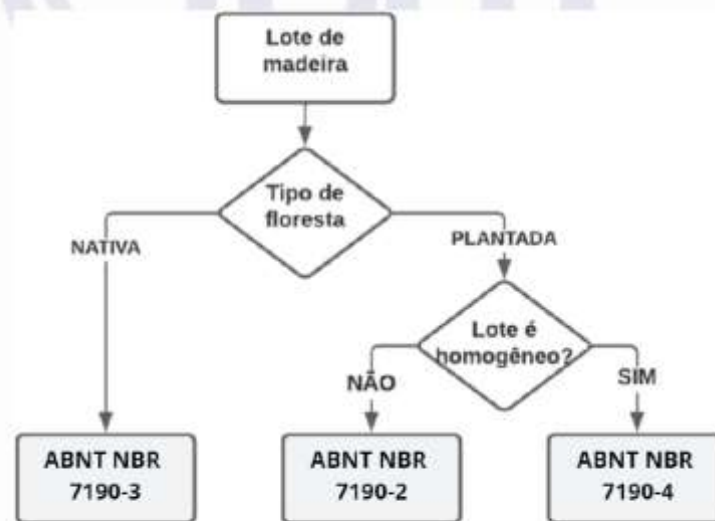 Lote de
madeira
Tipo de
floresta
NATIVA
PLANTADA
Lote é
homogêneo?
NÃO
SIM
ABNT NBR
7190-3
ABNT NBR
7190-2
ABNT NBR
7190-4